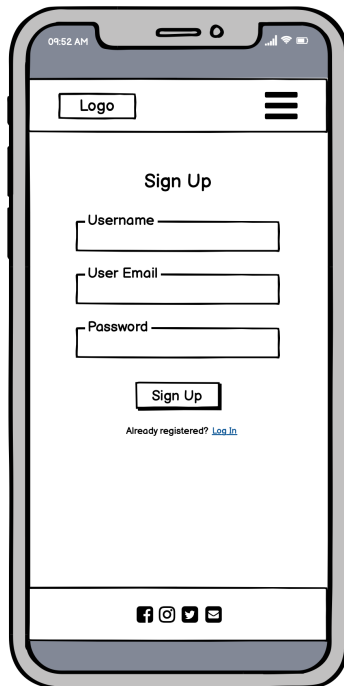 09:52 AM
Logo
Sign Up
Username
User Email
Password
Sign Up
Already registered? Log In